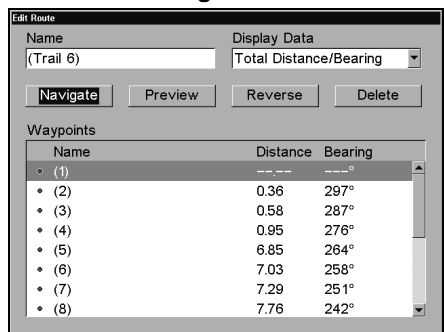 Edit Route
Name Display Data
(Trail 6) Total Distance/Bearing
Navigate Preview Reverse Delete
Waypoints
Name Distance Bearing
(1) --.-- ---°
(2) 0.36 297°
(3) 0.58 287°
(4) 0.95 276°
(5) 6.85 264°
(6) 7.03 258°
(7) 7.29 251°
(8) 7.76 242°